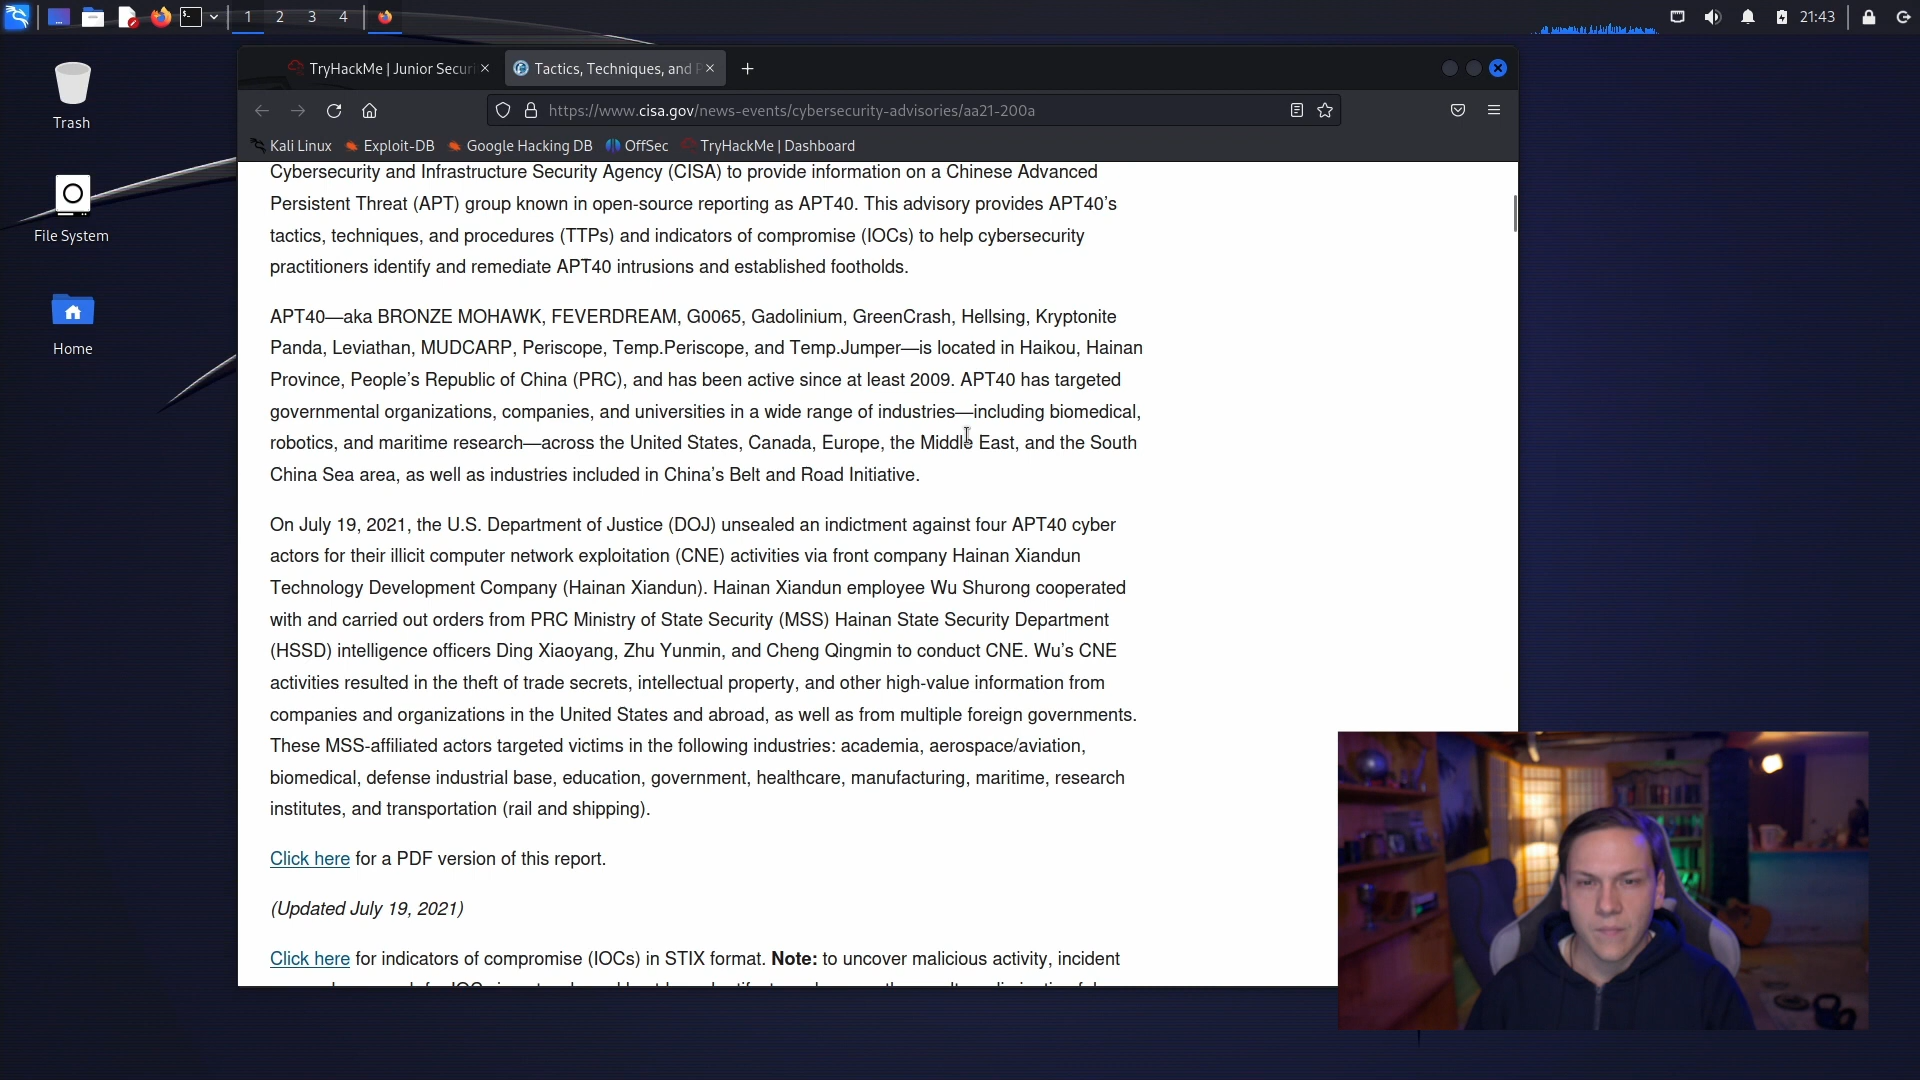 1 2 3 4 21:43
Trash
File System
Home
TryHackMe | Junior Securi
Tactics, Techniques, and P
https://www.cisa.gov/news-events/cybersecurity-advisories/aa21-200a
Kali Linux Exploit-DB Google Hacking DB OffSec TryHackMe | Dashboard
Cybersecurity and Infrastructure Security Agency (CISA) to provide information on a Chinese Advanced
Persistent Threat (APT) group known in open-source reporting as APT40. This advisory provides APT40's
tactics, techniques, and procedures (TTPs) and indicators of compromise (IOCs) to help cybersecurity
practitioners identify and remediate APT40 intrusions and established footholds.
APT40—aka BRONZE MOHAWK, FEVERDREAM, G0065, Gadolinium, GreenCrash, Hellsing, Kryptonite
Panda, Leviathan, MUDCARP, Periscope, Temp.Periscope, and Temp.Jumper—is located in Haikou, Hainan
Province, People's Republic of China (PRC), and has been active since at least 2009. APT40 has targeted
governmental organizations, companies, and universities in a wide range of industries—including biomedical,
robotics, and maritime research—across the United States, Canada, Europe, the Middle East, and the South
China Sea area, as well as industries included in China's Belt and Road Initiative.
On July 19, 2021, the U.S. Department of Justice (DOJ) unsealed an indictment against four APT40 cyber
actors for their illicit computer network exploitation (CNE) activities via front company Hainan Xiandun
Technology Development Company (Hainan Xiandun). Hainan Xiandun employee Wu Shurong cooperated
with and carried out orders from PRC Ministry of State Security (MSS) Hainan State Security Department
(HSSD) intelligence officers Ding Xiaoyang, Zhu Yunmin, and Cheng Qingmin to conduct CNE. Wu's CNE
activities resulted in the theft of trade secrets, intellectual property, and other high-value information from
companies and organizations in the United States and abroad, as well as from multiple foreign governments.
These MSS-affiliated actors targeted victims in the following industries: academia, aerospace/aviation,
biomedical, defense industrial base, education, government, healthcare, manufacturing, maritime, research
institutes, and transportation (rail and shipping).
Click here for a PDF version of this report.
(Updated July 19, 2021)
Click here for indicators of compromise (IOCs) in STIX format. Note: to uncover malicious activity, incident